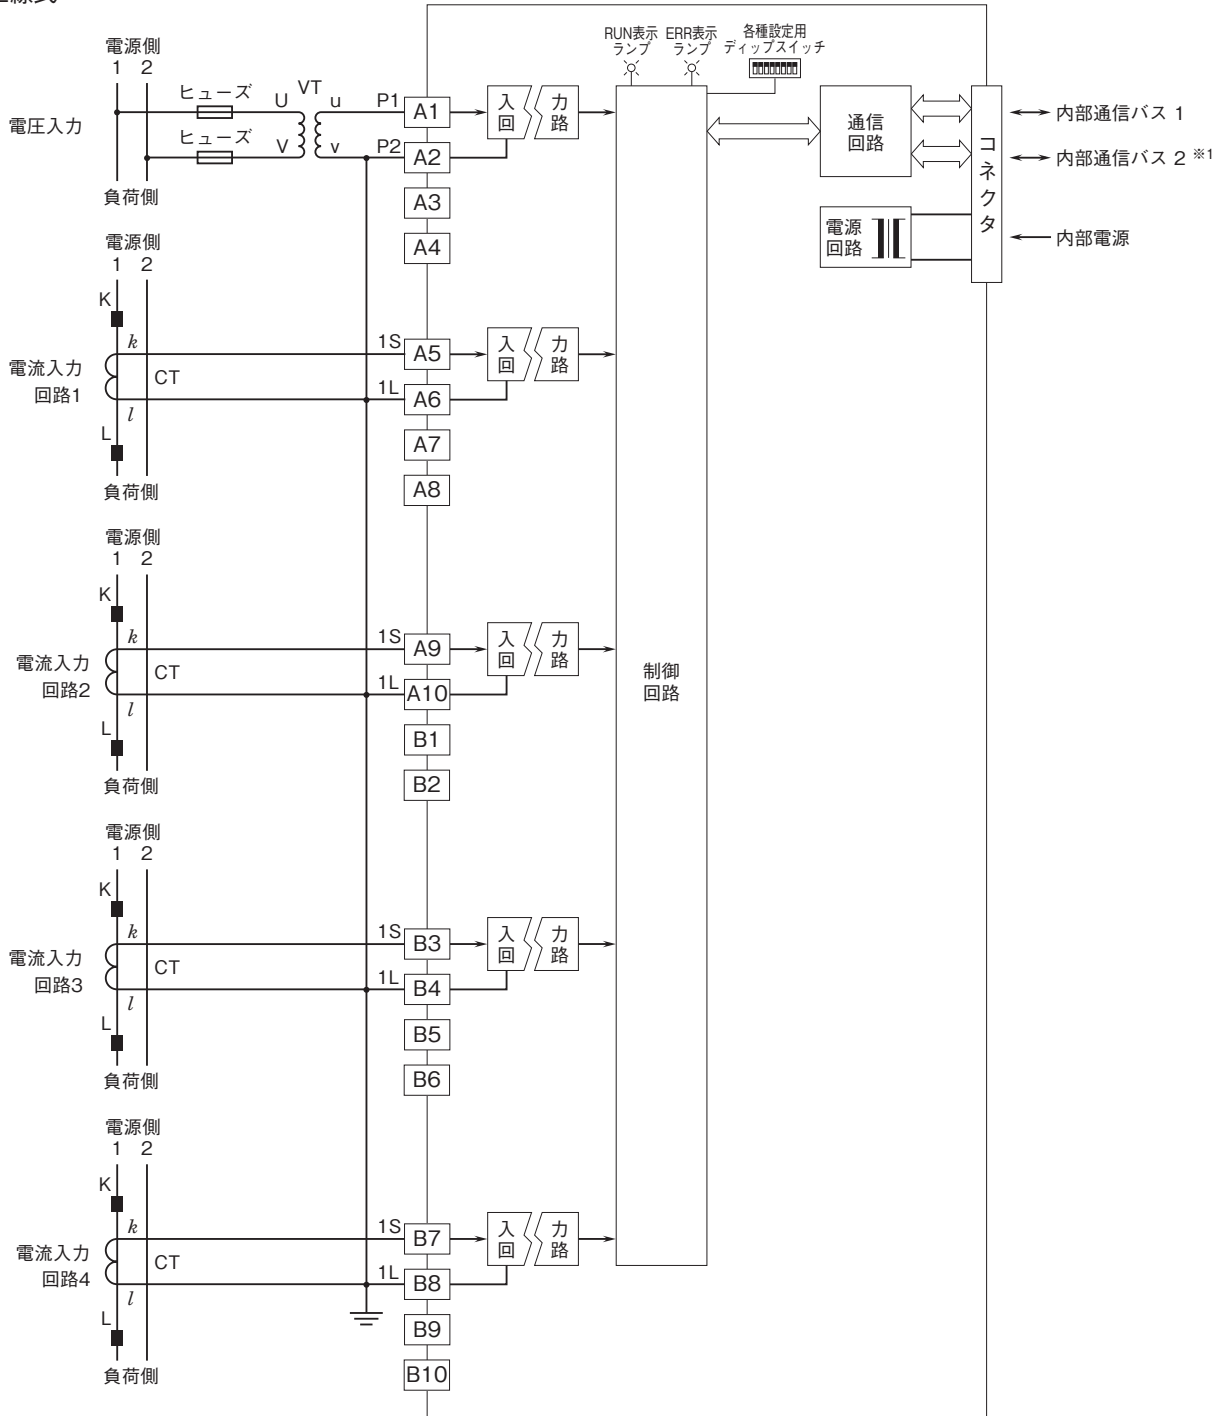 RUN表示
ランプ
ERR表示
ランプ
各種設定用
ディップスイッチ
電源側
1 2
電圧入力
ヒューズ
ヒューズ
U
V
VT
u
v
P1
P2
A1
A2
A3
A4
負荷側
入力
回路
通信
回路
電源
回路
コネクタ
内部通信バス 1
内部通信バス 2 ※1
内部電源
制御
回路
電源側
1 2
K
k
電流入力
回路1
CT
l
L
負荷側
1S
1L
A5
A6
A7
A8
入力
回路
電源側
1 2
K
k
電流入力
回路2
CT
l
L
負荷側
1S
1L
A9
A10
B1
B2
入力
回路
電源側
1 2
K
k
電流入力
回路3
CT
l
L
負荷側
1S
1L
B3
B4
B5
B6
入力
回路
電源側
1 2
K
k
電流入力
回路4
CT
l
L
負荷側
1S
1L
B7
B8
B9
B10
入力
回路